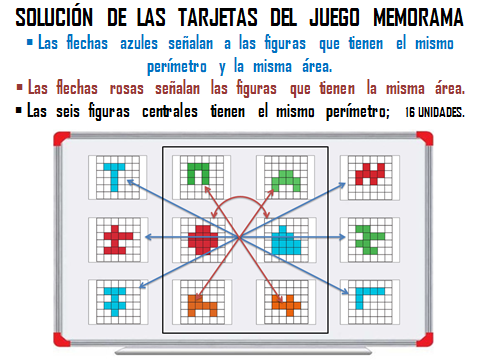 SOLUCIÓN DE LAS TARJETAS DEL JUEGO MEMORAMA
▪ Las flechas azules señalan a las figuras que tienen el mismo
perímetro y la misma área.
▪ Las flechas rosas señalan las figuras que tienen la misma área.
▪ Las seis figuras centrales tienen el mismo perímetro; 16 UNIDADES.